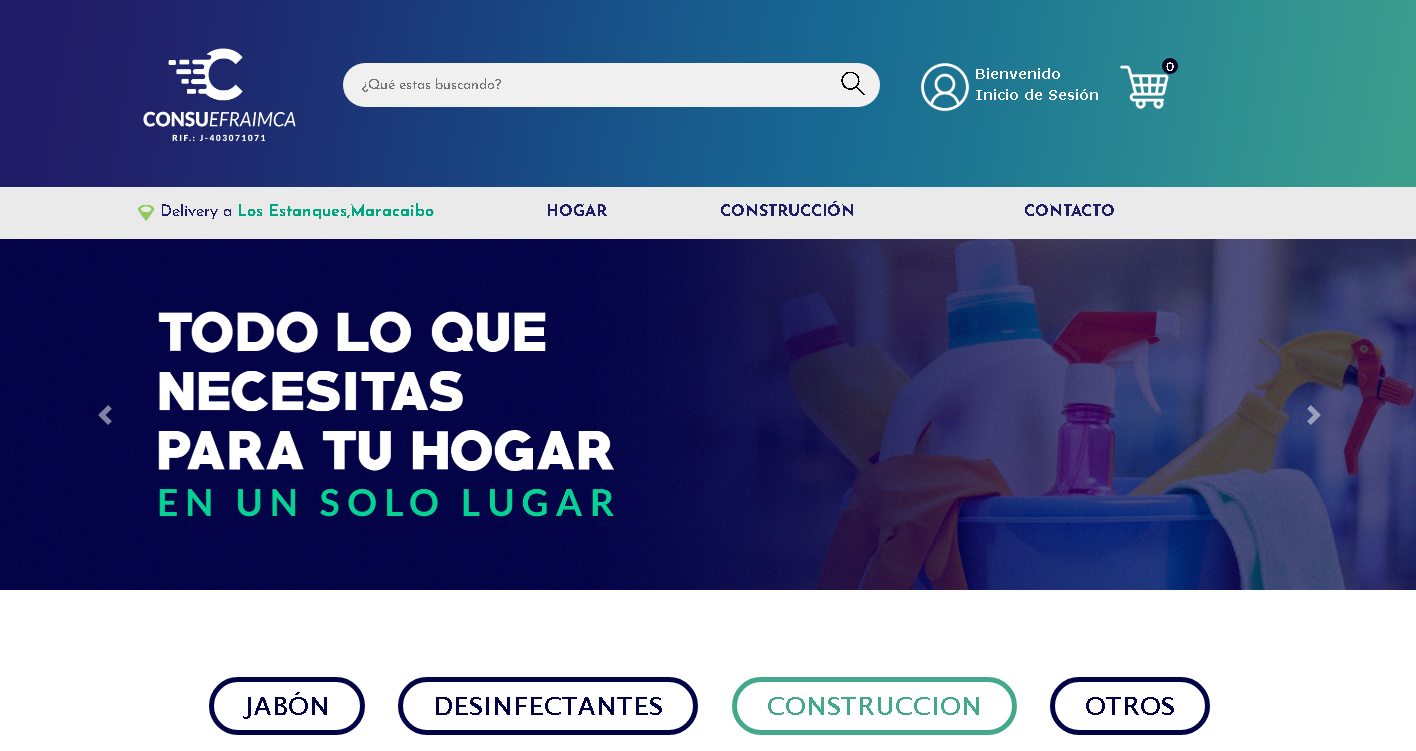 CONSUEFRAIMCA
RIF.: J-403071071
¿Qué estas buscando?
Bienvenido
Inicio de Sesión
0
Delivery a Los Estanques,Maracaibo
HOGAR
CONSTRUCCIÓN
CONTACTO
TODO LO QUE
NECESITAS
PARA TU HOGAR
EN UN SOLO LUGAR
JABÓN
DESINFECTANTES
CONSTRUCCION
OTROS